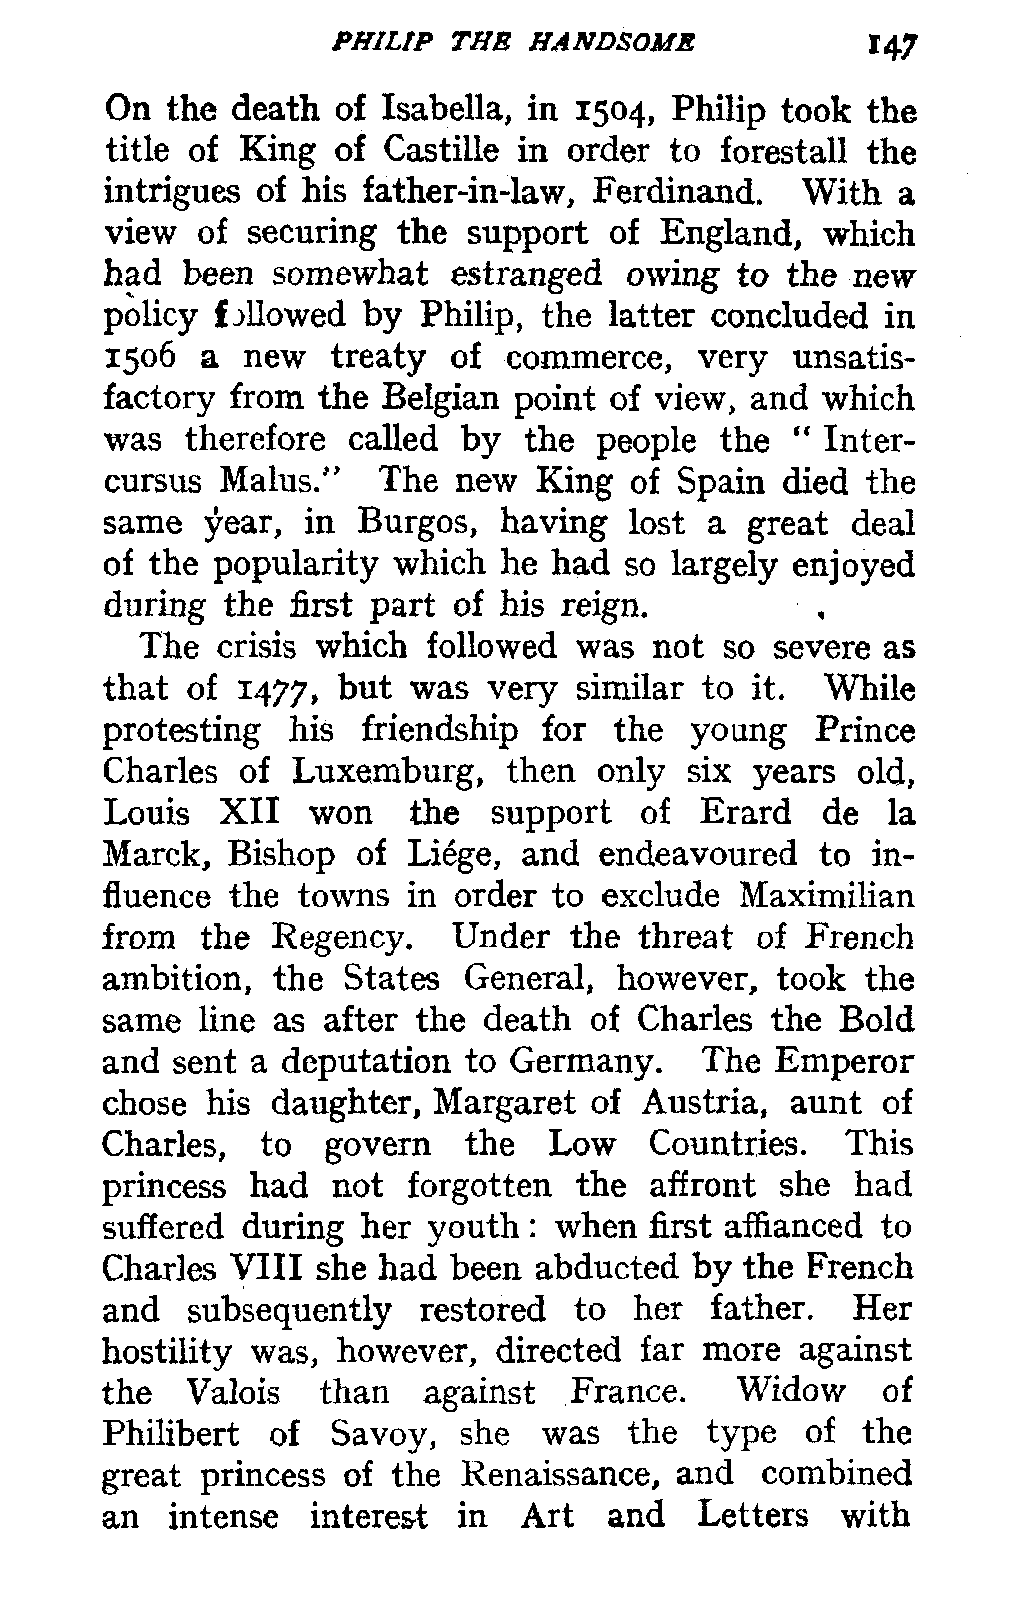 PHILIP THE HANDSOME 147
On the death of Isabella, in 1504, Philip took the
title of King of Castille in order to forestall the
intrigues of his father-in-law, Ferdinand. With a
view of securing the support of England, which
had been somewhat estranged owing to the new
policy followed by Philip, the latter concluded in
1506 a new treaty of commerce, very unsatis-
factory from the Belgian point of view, and which
was therefore called by the people the “ Inter-
cursus Malus.” The new King of Spain died the
same year, in Burgos, having lost a great deal
of the popularity which he had so largely enjoyed
during the first part of his reign.
The crisis which followed was not so severe as
that of 1477, but was very similar to it. While
protesting his friendship for the young Prince
Charles of Luxemburg, then only six years old,
Louis XII won the support of Erard de la
Marck, Bishop of Liége, and endeavoured to in-
fluence the towns in order to exclude Maximilian
from the Regency. Under the threat of French
ambition, the States General, however, took the
same line as after the death of Charles the Bold
and sent a deputation to Germany. The Emperor
chose his daughter, Margaret of Austria, aunt of
Charles, to govern the Low Countries. This
princess had not forgotten the affront she had
suffered during her youth : when first affianced to
Charles VIII she had been abducted by the French
and subsequently restored to her father. Her
hostility was, however, directed far more against
the Valois than against France. Widow of
Philibert of Savoy, she was the type of the
great princess of the Renaissance, and combined
an intense interest in Art and Letters with